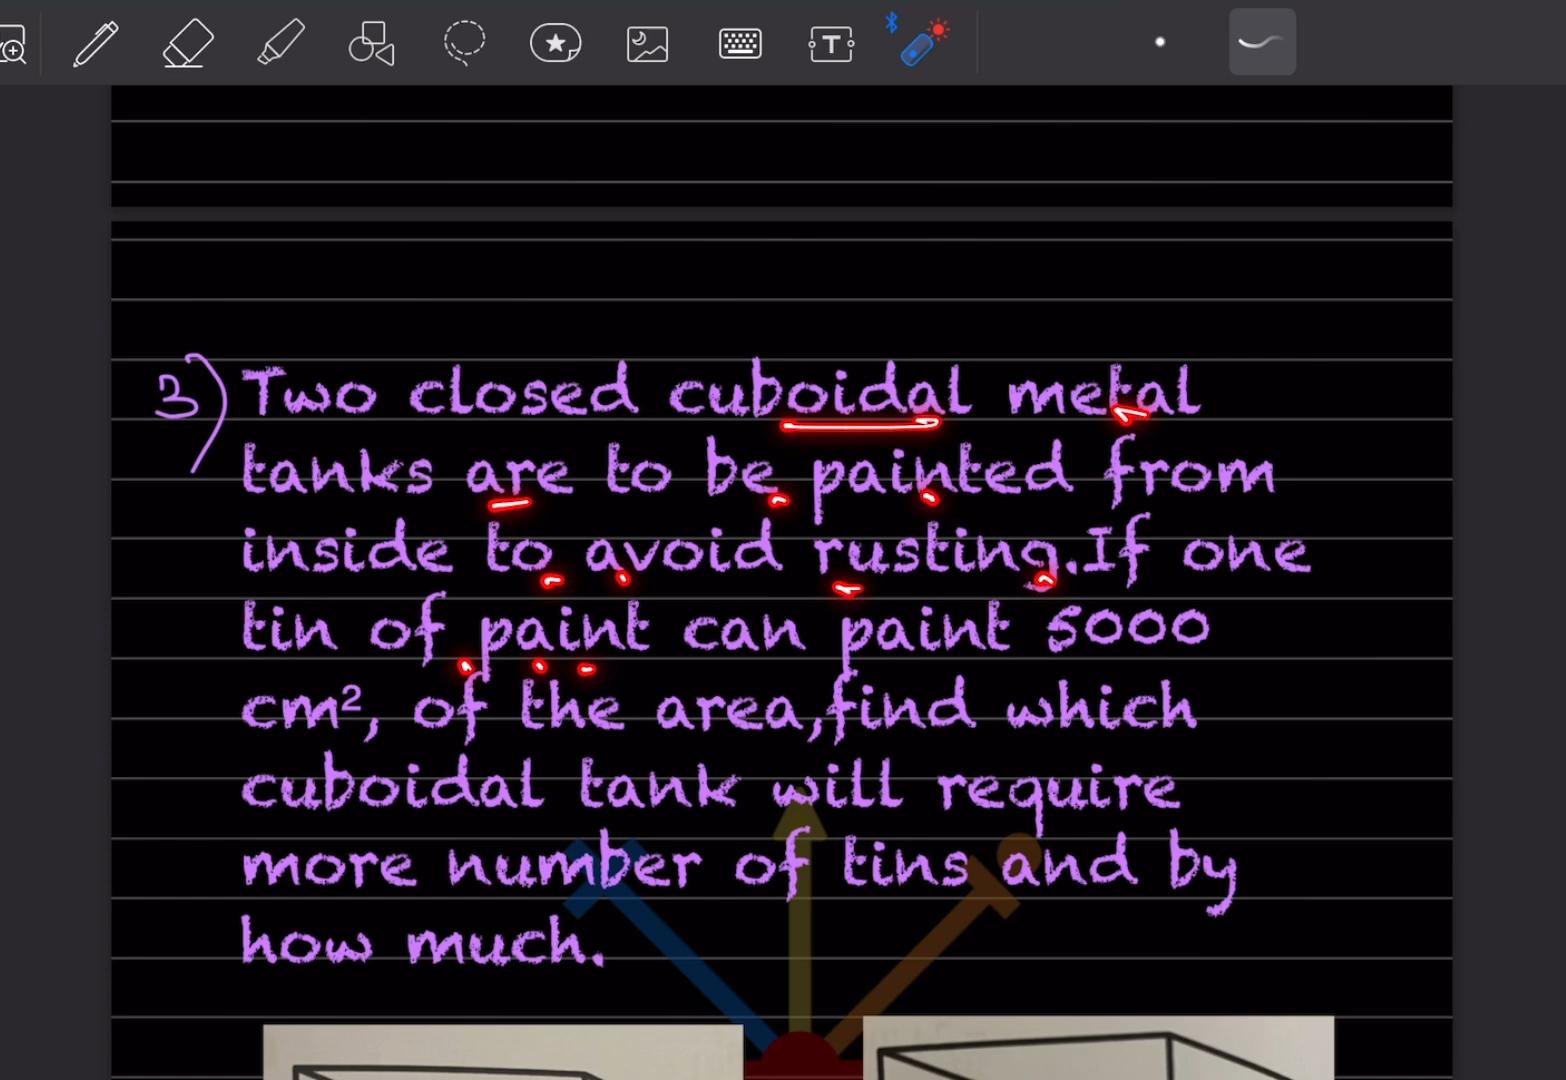 3) Two closed cuboidal metal
tanks are to be painted from
inside to avoid rusting.If one
tin of paint can paint 5000
cm², of the area,find which
cuboidal tank will require
more number of tins and by
how much.